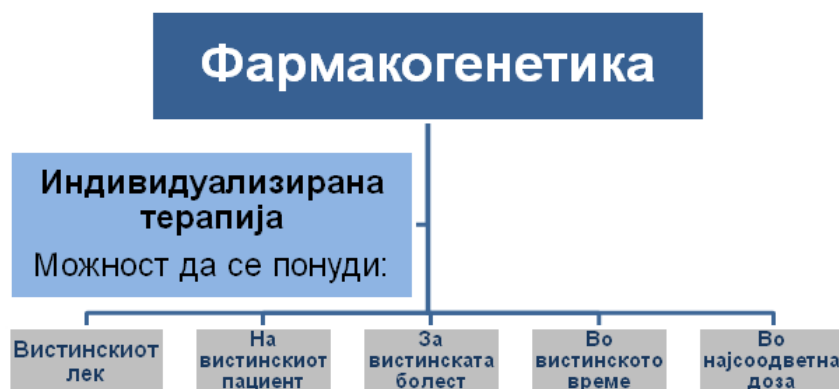 Фармакогенетика
Индивидуализирана
терапија
Можност да се понуди:
Вистинскиот
лек
На
вистинскиот
пациент
За
вистинската
болест
Во
вистинското
време
Во
најсоодветна
доза